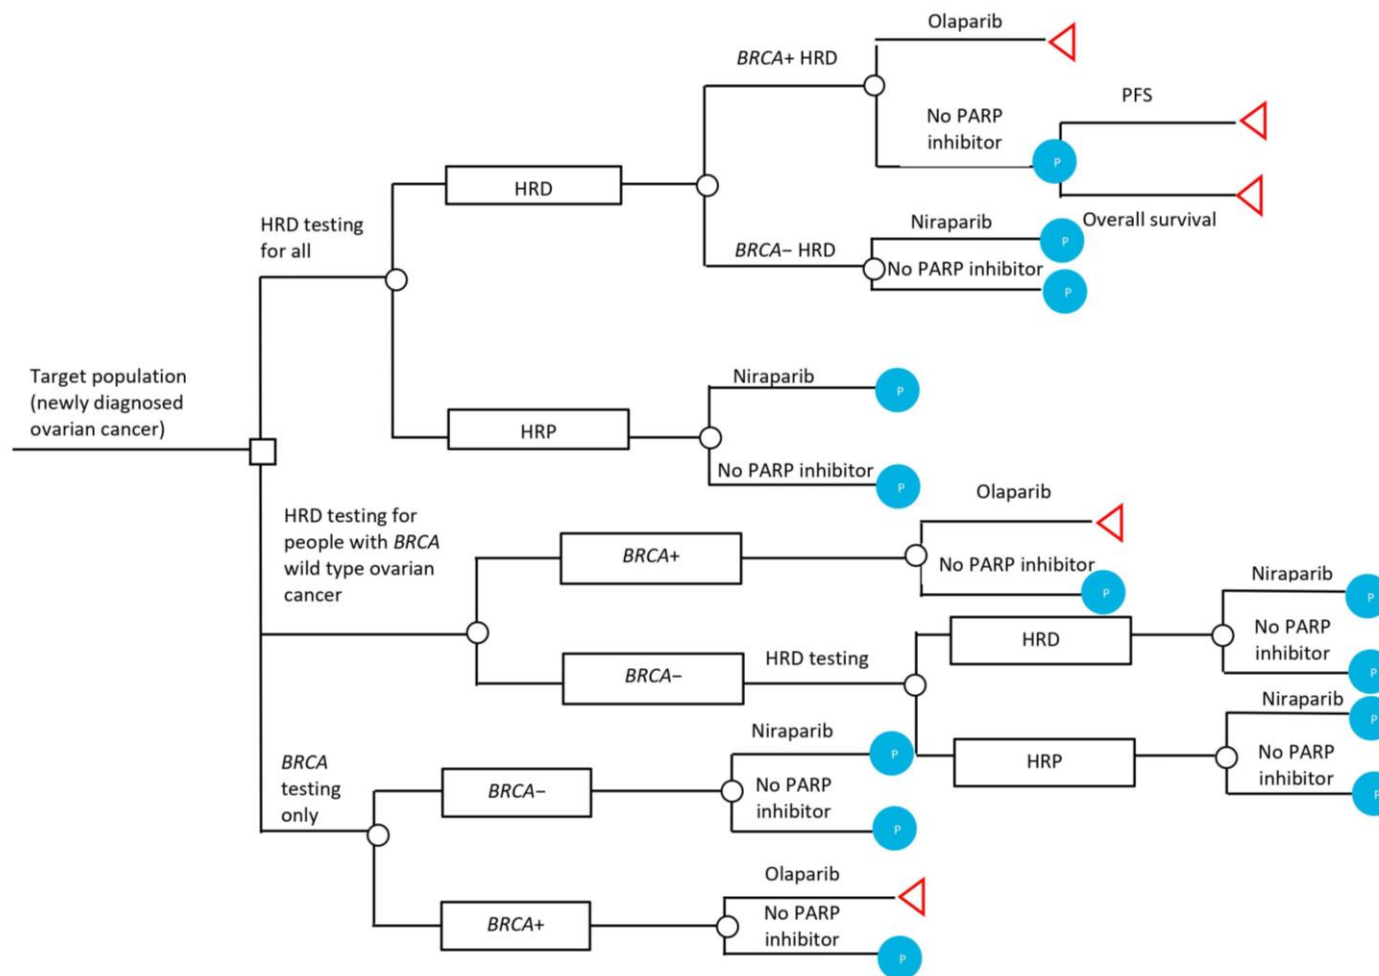 Olaparib
BRCA+ HRD
PFS
No PARP
inhibitor
P
HRD
HRD testing
for all
Overall survival
Niraparib
P
BRCA− HRD
No PARP inhibitor
P
Target population
(newly diagnosed
ovarian cancer)
Niraparib
P
HRP
No PARP inhibitor
P
HRD testing for
people with BRCA
wild type ovarian
cancer
Olaparib
BRCA+
No PARP inhibitor
P
Niraparib
P
HRD
No PARP
inhibitor
P
HRD testing
BRCA−
Niraparib
P
HRP
No PARP
inhibitor
P
BRCA
testing
only
Niraparib
P
BRCA−
No PARP
inhibitor
P
Olaparib
BRCA+
No PARP
inhibitor
P